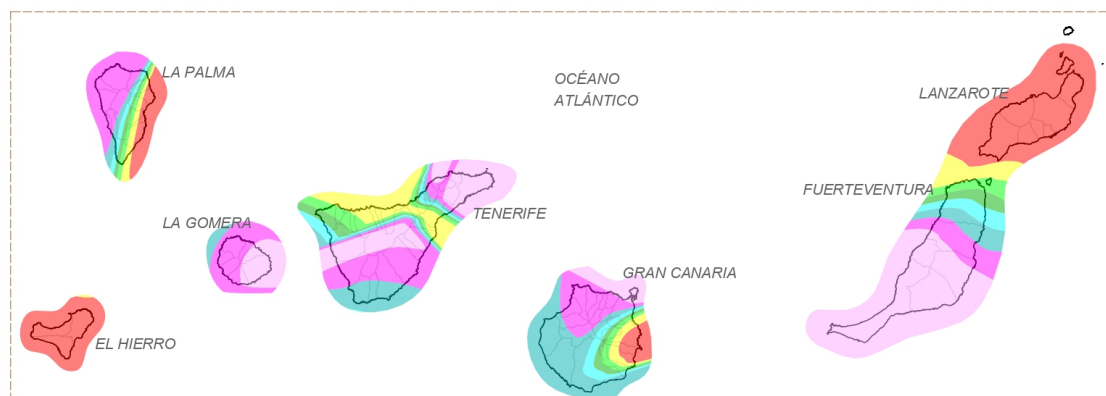 LA PALMA
OCÉANO
ATLÁNTICO
LANZAROTE
FUERTEVENTURA
TENERIFE
LA GOMERA
GRAN CANARIA
EL HIERRO